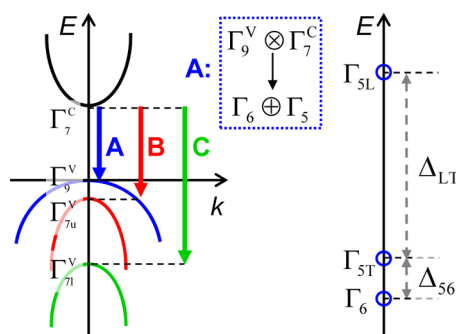 E
Γ₇ᶜ
A
B
C
Γ₉ⱽ
k
Γ₇ᵤⱽ
Γ₇ₗⱽ
A:
Γ₉ⱽ ⊗ Γ₇ᶜ
Γ₆ ⊕ Γ₅
E
Γ5L
ΔLT
Γ5T
Δ56
Γ₆